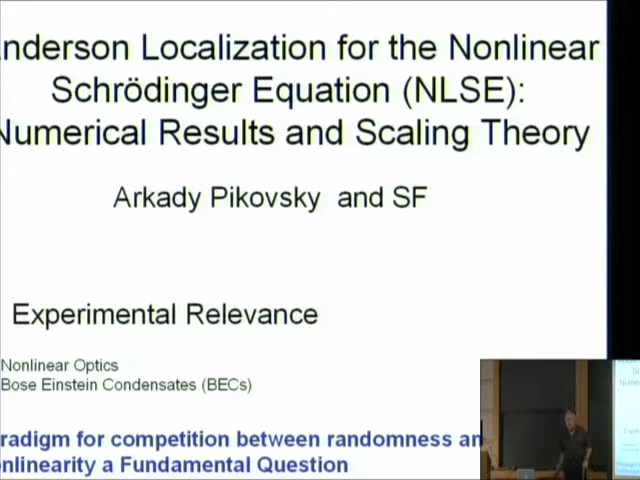 nderson Localization for the Nonlinear
Schrödinger Equation (NLSE):
Numerical Results and Scaling Theory
Arkady Pikovsky and SF
Experimental Relevance
Nonlinear Optics
Bose Einstein Condensates (BECs)
radigm for competition between randomness an
nlinearity a Fundamental Question